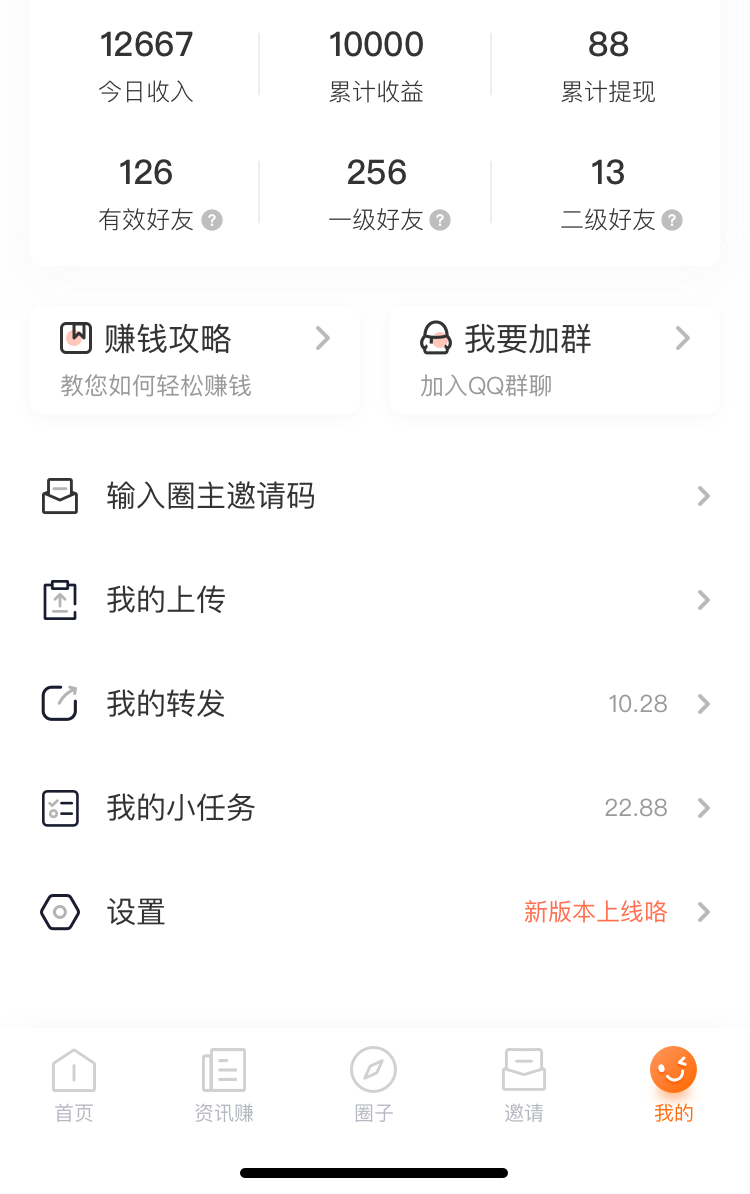 12667 10000 88
今日收入 累计收益 累计提现
126 256 13
有效好友 ? 一级好友 ? 二级好友 ?
赚钱攻略 我要加群
教您如何轻松赚钱 加入QQ群聊
输入圈主邀请码
我的上传
我的转发 10.28
我的小任务 22.88
设置 新版本上线咯
首页 资讯赚 圈子 邀请 我的